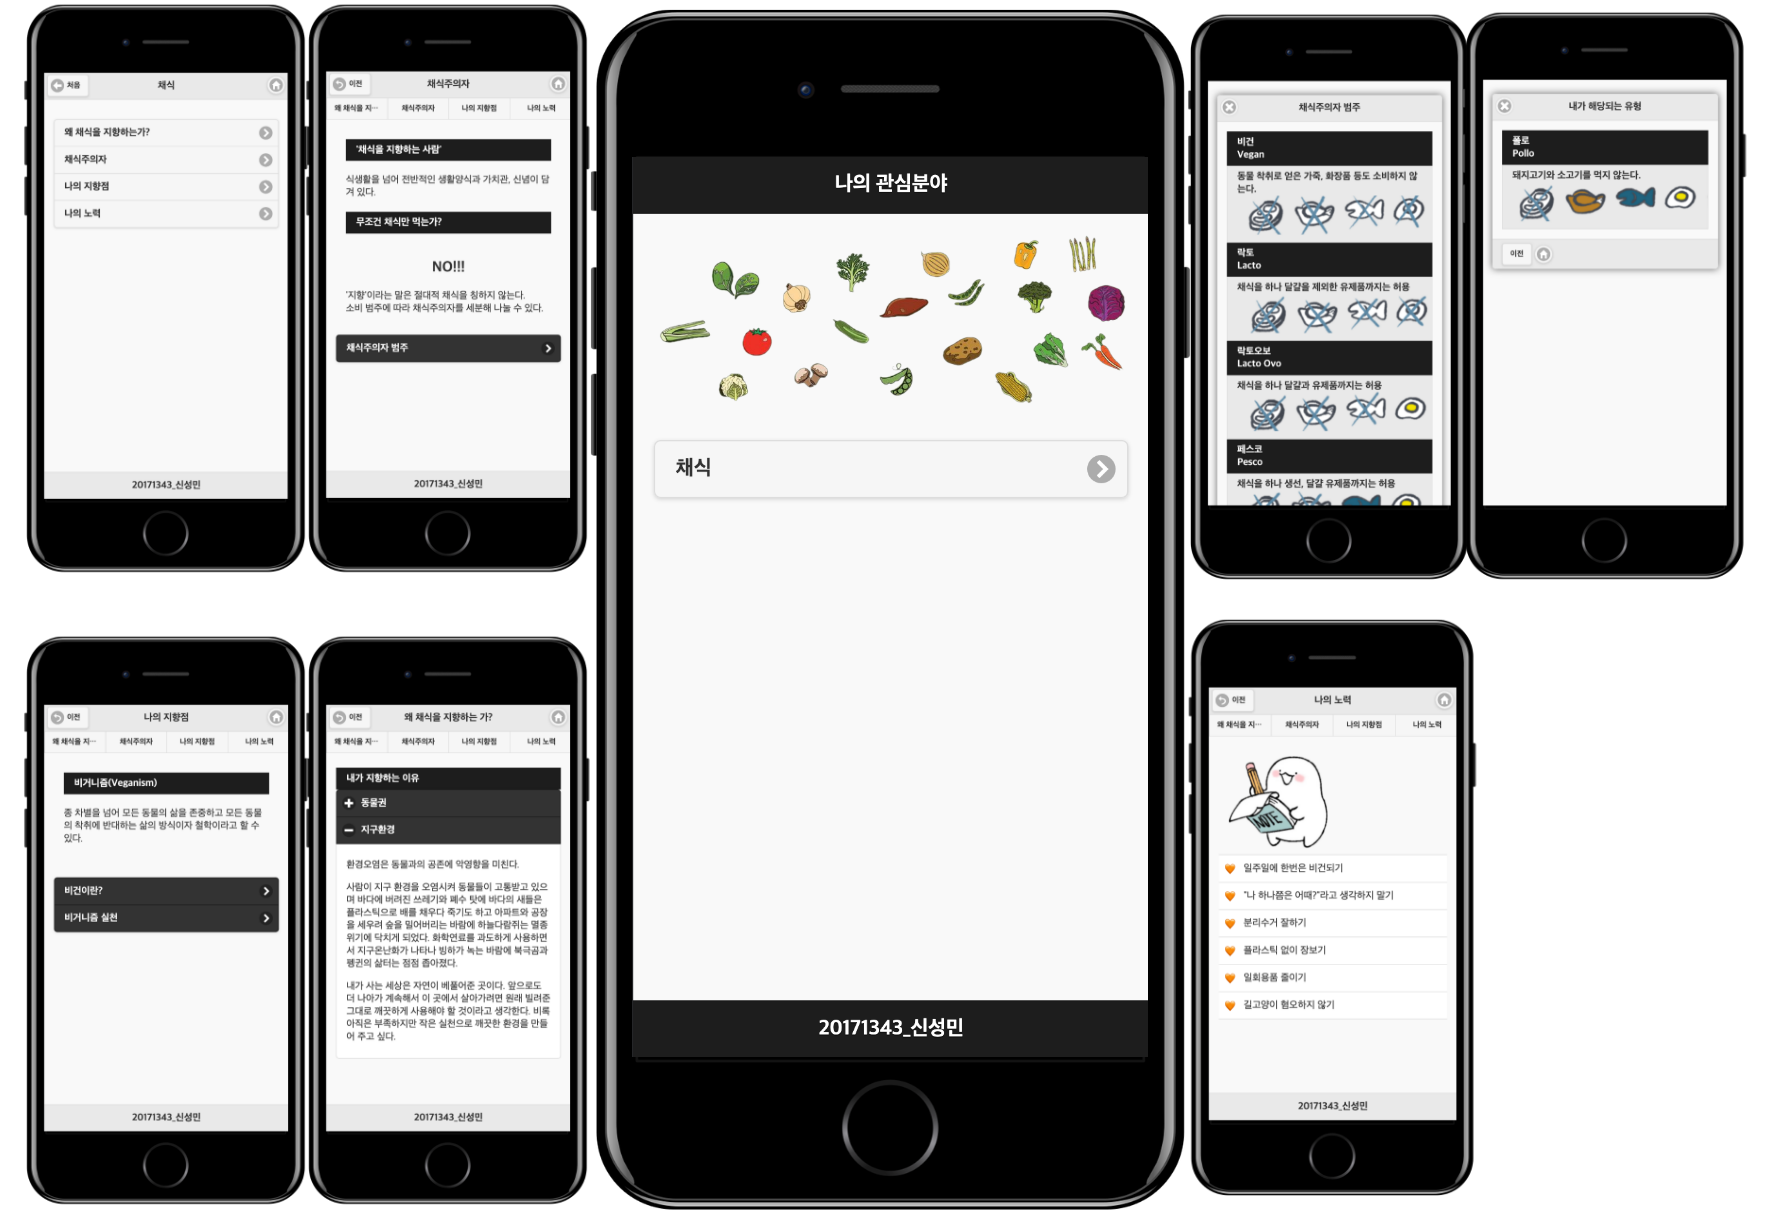 처음
채식
왜 채식을 지향하는가?
채식주의자
나의 지향점
나의 노력
20171343_신성민
이전
채식주의자
왜 채식을 지…
채식주의자
나의 지향점
나의 노력
'채식을 지향하는 사람'
식생활을 넘어 전반적인 생활양식과 가치관, 신념이 담
겨 있다.
무조건 채식만 먹는가?
NO!!!
'지향'이라는 말은 절대적 채식을 칭하지 않는다.
소비 범주에 따라 채식주의자를 세분해 나눌 수 있다.
채식주의자 범주
20171343_신성민
나의 관심분야
채식
20171343_신성민
채식주의자 범주
비건
Vegan
동물 착취로 얻은 가죽, 화장품 등도 소비하지 않
는다.
락토
Lacto
채식을 하나 달걀을 제외한 유제품까지는 허용
락토오보
Lacto Ovo
채식을 하나 달걀과 유제품까지는 허용
페스코
Pesco
채식을 하나 생선, 달걀 유제품까지는 허용
내가 해당되는 유형
폴로
Pollo
돼지고기와 소고기를 먹지 않는다.
이전
이전
나의 지향점
왜 채식을 지…
채식주의자
나의 지향점
나의 노력
비거니즘(Veganism)
종 차별을 넘어 모든 동물의 삶을 존중하고 모든 동물
의 착취에 반대하는 삶의 방식이자 철학이라고 할 수
있다.
비건이란?
비거니즘 실천
20171343_신성민
이전
왜 채식을 지향하는 가?
왜 채식을 지…
채식주의자
나의 지향점
나의 노력
내가 지향하는 이유
동물권
지구환경
환경오염은 동물과의 공존에 악영향을 미친다.
사람이 지구 환경을 오염시켜 동물들이 고통받고 있으
며 바다에 버려진 쓰레기와 폐수 탓에 바다의 새들은
플라스틱으로 배를 채우다 죽기도 하고 아파트와 공장
을 세우려 숲을 밀어버리는 바람에 하늘다람쥐는 멸종
위기에 닥치게 되었다. 화학연료를 과도하게 사용하면
서 지구온난화가 나타나 빙하가 녹는 바람에 북극곰과
펭귄의 삶터는 점점 좁아졌다.
내가 사는 세상은 자연이 베풀어준 곳이다. 앞으로도
더 나아가 계속해서 이 곳에서 살아가려면 원래 빌려준
그대로 깨끗하게 사용해야 할 것이라고 생각한다. 비록
아직은 부족하지만 작은 실천으로 깨끗한 환경을 만들
어 주고 싶다.
20171343_신성민
이전
나의 노력
왜 채식을 지…
채식주의자
나의 지향점
나의 노력
NOTE
일주일에 한번은 비건되기
"나 하나쯤은 어때?"라고 생각하지 말기
분리수거 잘하기
플라스틱 없이 장보기
일회용품 줄이기
길고양이 혐오하지 않기
20171343_신성민